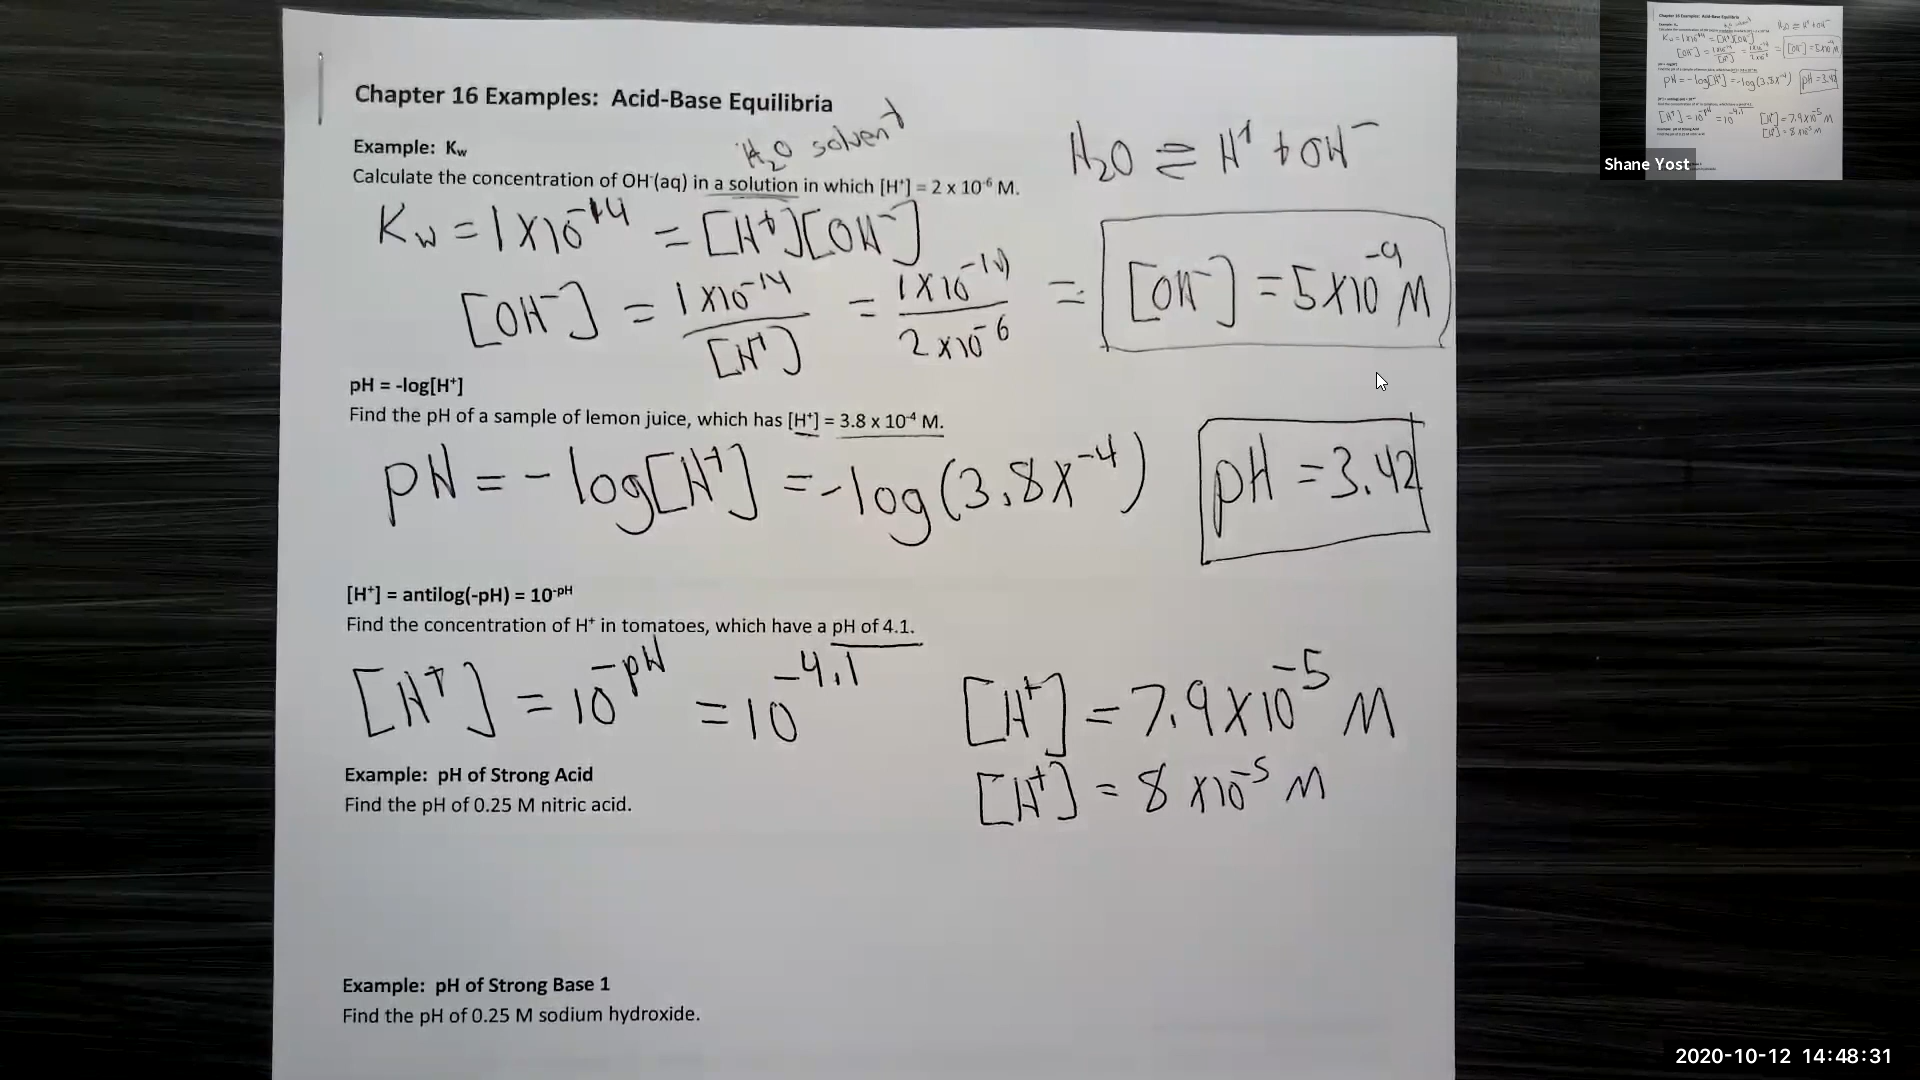 Chapter 16 Examples: Acid-Base Equilibria
H₂O solvent
H₂O ⇌ H⁺ + OH⁻
Example: Kw
Calculate the concentration of OH⁻(aq) in a solution in which [H⁺] = 2 x 10⁻⁶ M.
Kw = 1 X 10⁻¹⁴ = [H⁺][OH⁻]
[OH⁻] = 1 X 10⁻¹⁴ / [H⁺] = 1 X 10⁻¹⁴ / 2 X 10⁻⁶ = [OH⁻] = 5 X 10⁻⁹ M
pH = -log[H⁺]
Find the pH of a sample of lemon juice, which has [H⁺] = 3.8 x 10⁻⁴ M.
pH = - log[H⁺] = - log(3.8 X⁻⁴) pH = 3.42
[H⁺] = antilog(-pH) = 10⁻ᵖᴴ
Find the concentration of H⁺ in tomatoes, which have a pH of 4.1.
[H⁺] = 10⁻ᵖᴴ = 10⁻⁴·¹ [H⁺] = 7.9 X 10⁻⁵ M
[H⁺] = 8 X 10⁻⁵ M
Example: pH of Strong Acid
Find the pH of 0.25 M nitric acid.
Example: pH of Strong Base 1
Find the pH of 0.25 M sodium hydroxide.
Shane Yost
2020-10-12 14:48:31